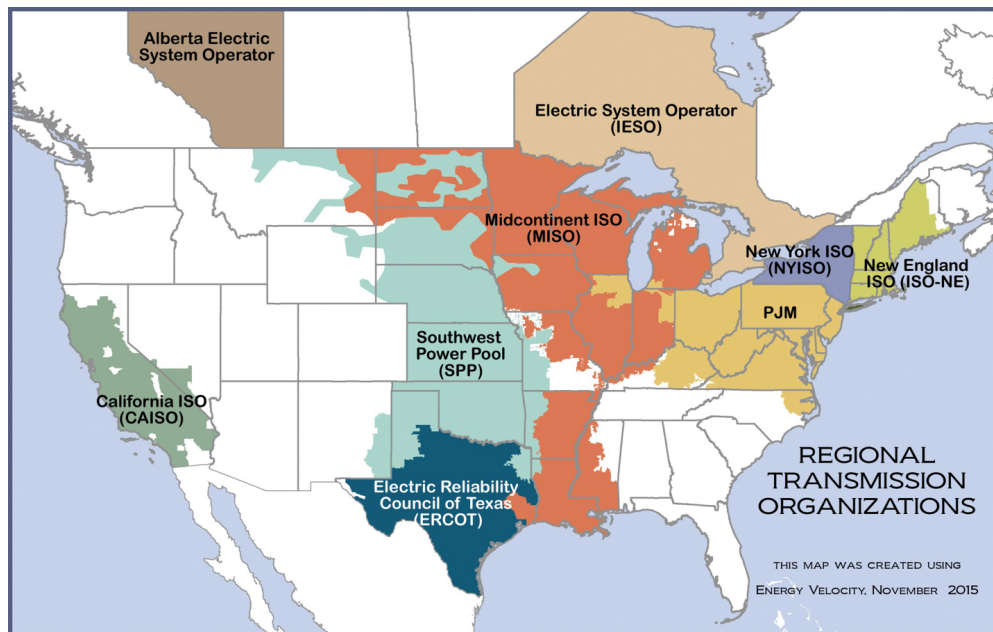 Alberta Electric
System Operator
Electric System Operator
(IESO)
Midcontinent ISO
(MISO)
New York ISO
(NYISO)
New England
ISO (ISO-NE)
PJM
Southwest
Power Pool
(SPP)
California ISO
(CAISO)
Electric Reliability
Council of Texas
(ERCOT)
REGIONAL
TRANSMISSION
ORGANIZATIONS
THIS MAP WAS CREATED USING
ENERGY VELOCITY, NOVEMBER 2015